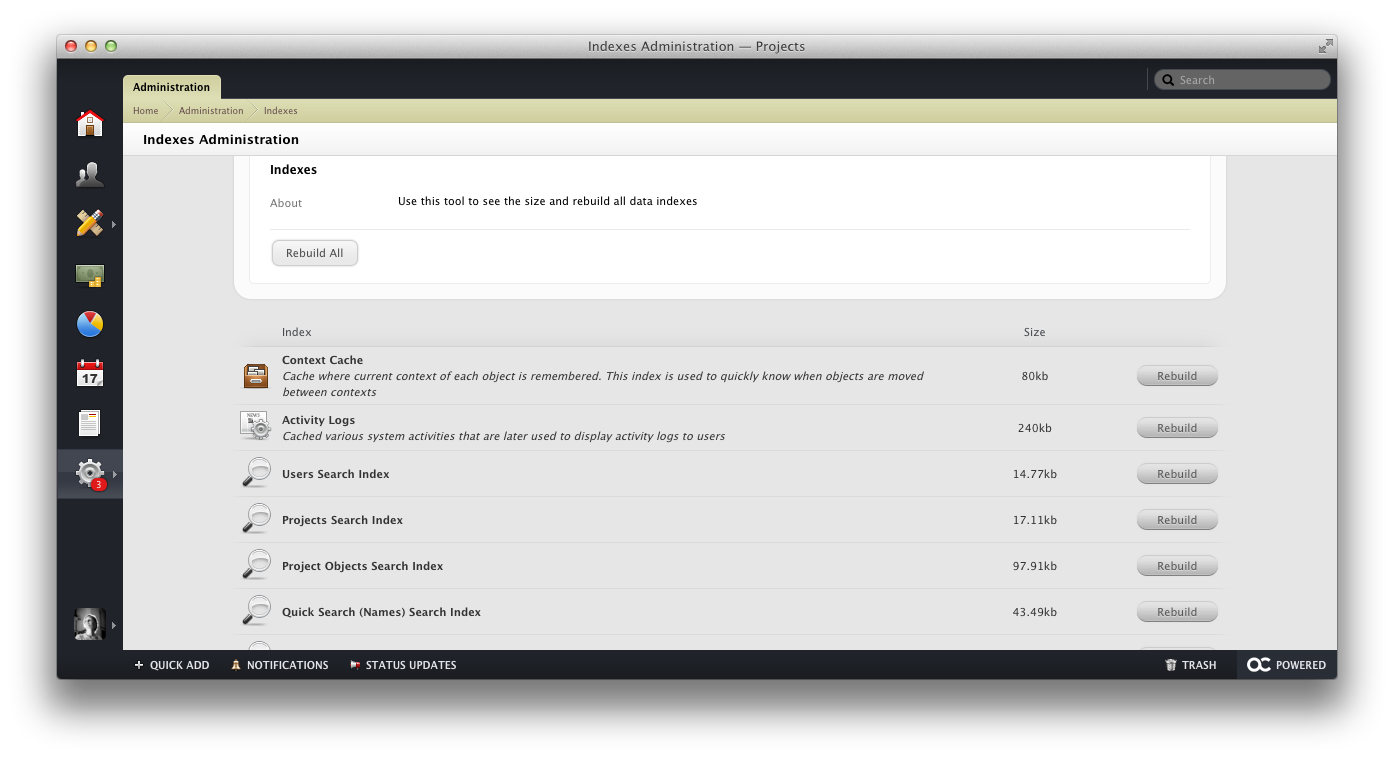 Indexes Administration — Projects
Administration
Search
Home Administration Indexes
Indexes Administration
Indexes
About Use this tool to see the size and rebuild all data indexes
Rebuild All
Index Size
Context Cache
Cache where current context of each object is remembered. This index is used to quickly know when objects are moved
between contexts
80kb Rebuild
Activity Logs
Cached various system activities that are later used to display activity logs to users
240kb Rebuild
Users Search Index 14.77kb Rebuild
Projects Search Index 17.11kb Rebuild
Project Objects Search Index 97.91kb Rebuild
Quick Search (Names) Search Index 43.49kb Rebuild
17
3
NEWS
QUICK ADD NOTIFICATIONS STATUS UPDATES TRASH POWERED